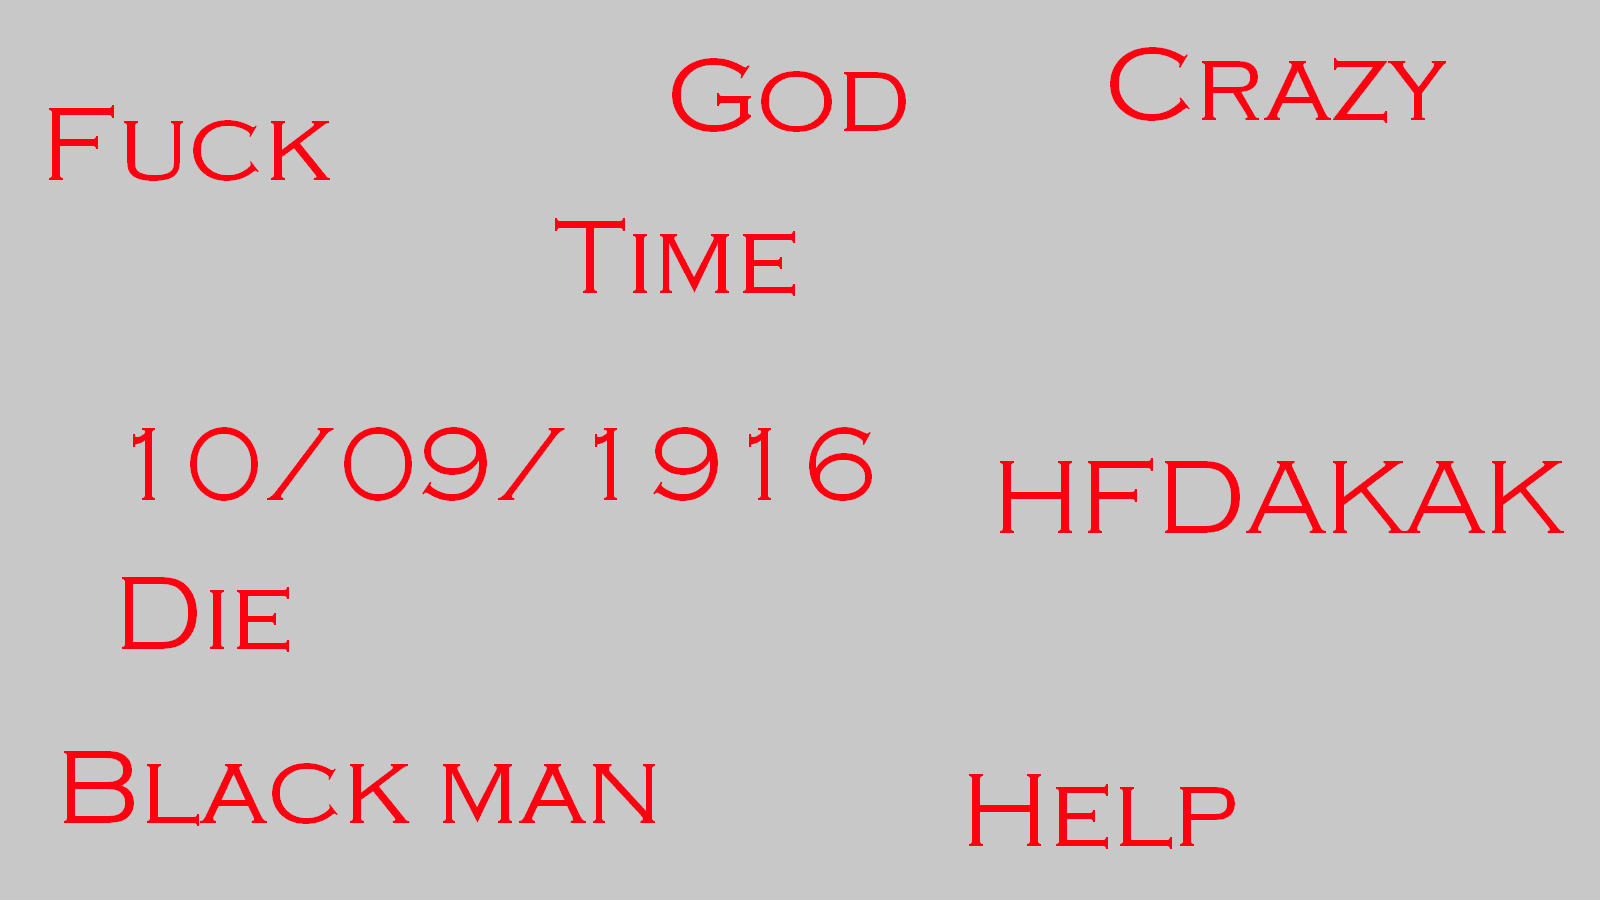 Fuck
God
Crazy
Time
10/09/1916
HFDAKAK
Die
Black man
Help